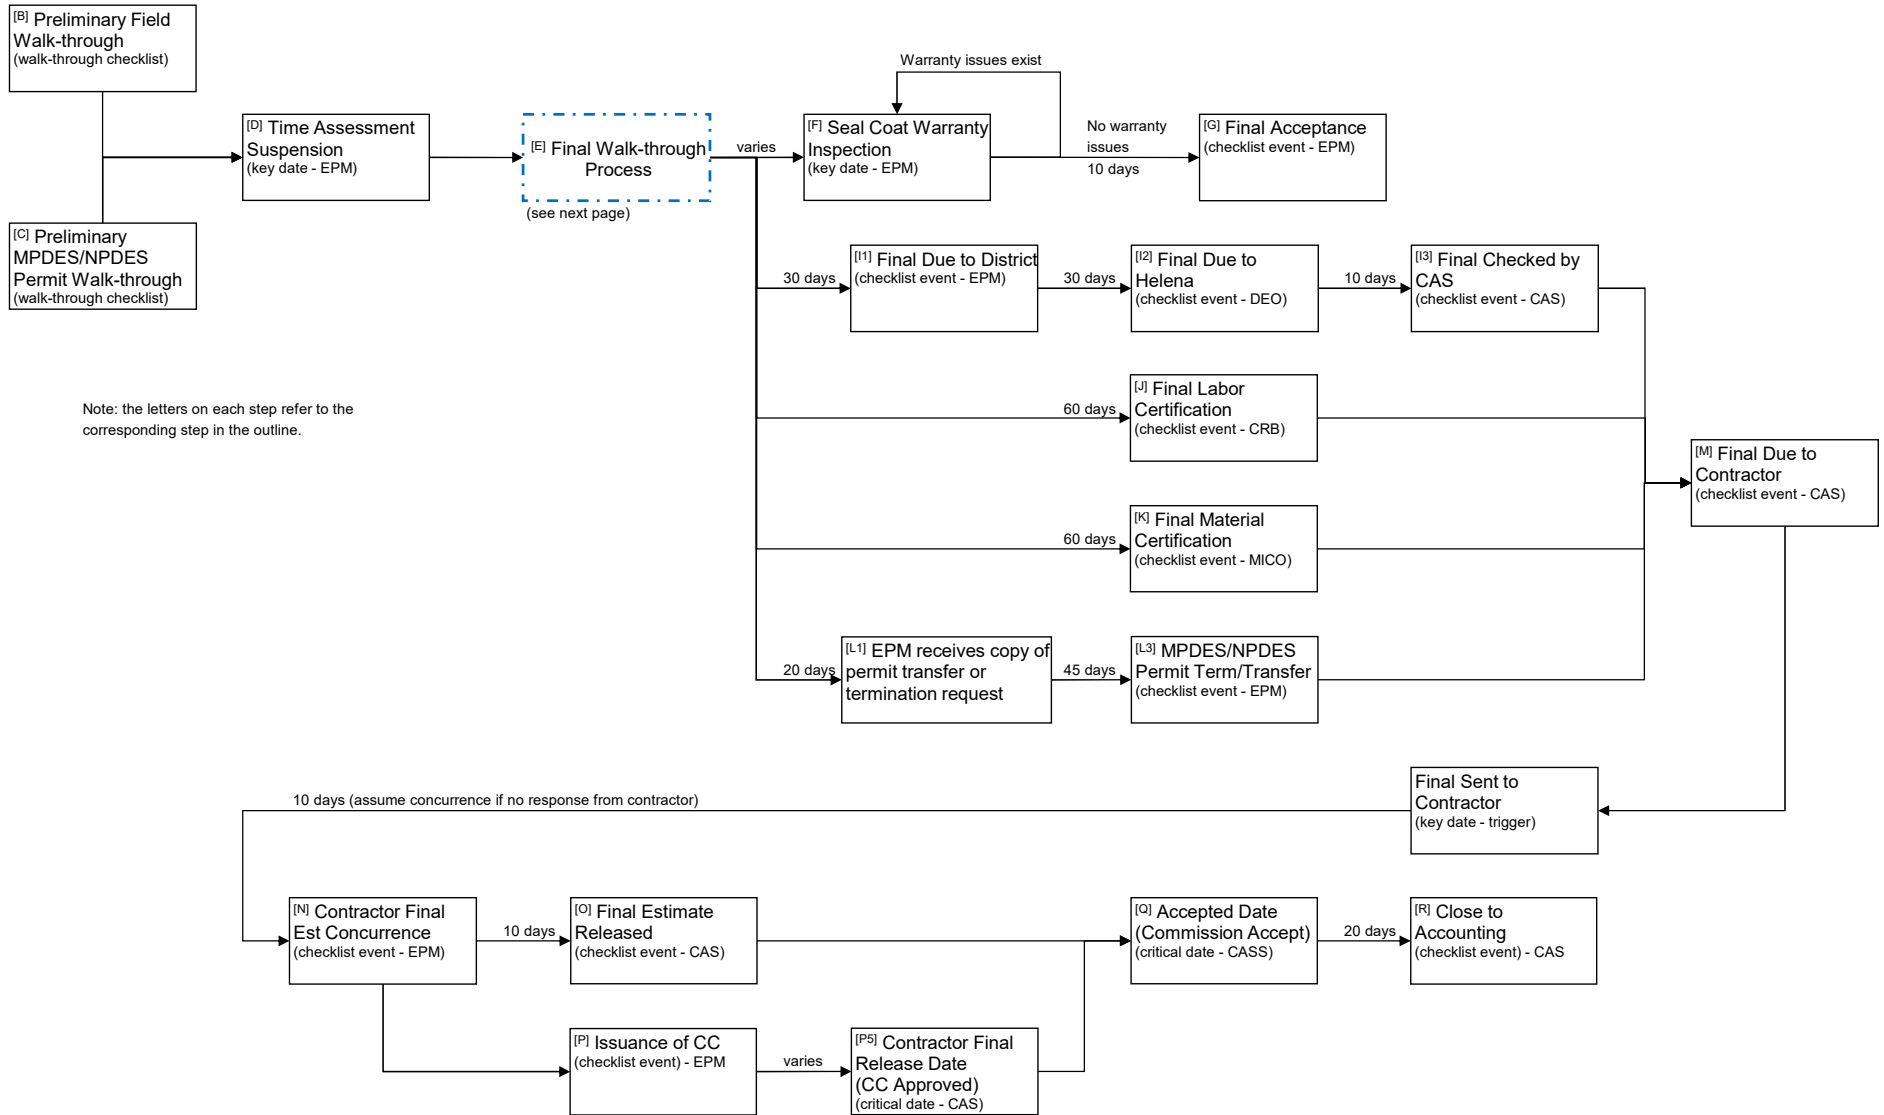 [B] Preliminary Field
Walk-through
(walk-through checklist)
Warranty issues exist
[D] Time Assessment
Suspension
(key date - EPM)
[E] Final Walk-through
Process
(see next page)
varies
[F] Seal Coat Warranty
Inspection
(key date - EPM)
No warranty
issues
10 days
[G] Final Acceptance
(checklist event - EPM)
[C] Preliminary
MPDES/NPDES
Permit Walk-through
(walk-through checklist)
30 days
[I1] Final Due to District
(checklist event - EPM)
30 days
[I2] Final Due to
Helena
(checklist event - DEO)
10 days
[I3] Final Checked by
CAS
(checklist event - CAS)
Note: the letters on each step refer to the
corresponding step in the outline.
60 days
[J] Final Labor
Certification
(checklist event - CRB)
[M] Final Due to
Contractor
(checklist event - CAS)
60 days
[K] Final Material
Certification
(checklist event - MICO)
20 days
[L1] EPM receives copy of
permit transfer or
termination request
45 days
[L3] MPDES/NPDES
Permit Term/Transfer
(checklist event - EPM)
Final Sent to
Contractor
(key date - trigger)
10 days (assume concurrence if no response from contractor)
[N] Contractor Final
Est Concurrence
(checklist event - EPM)
10 days
[O] Final Estimate
Released
(checklist event - CAS)
[Q] Accepted Date
(Commission Accept)
(critical date - CASS)
20 days
[R] Close to
Accounting
(checklist event) - CAS
[P] Issuance of CC
(checklist event) - EPM
varies
[P5] Contractor Final
Release Date
(CC Approved)
(critical date - CAS)